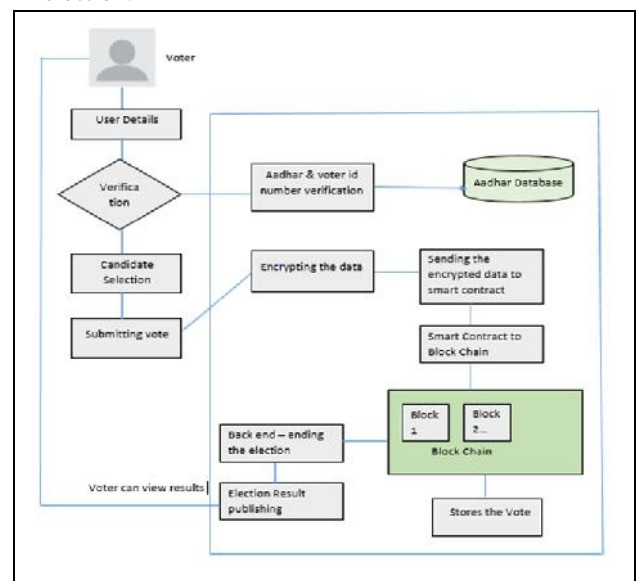 Voter
User Details
Verifica
tion
Aadhar & voter id
number verification
Aadhar Database
Candidate
Selection
Encrypting the data
Sending the
encrypted data to
smart contract
Submitting vote
Smart Contract to
Block Chain
Block
1
Block
2...
Block Chain
Back end – ending
the election
Voter can view results
Election Result
publishing
Stores the Vote